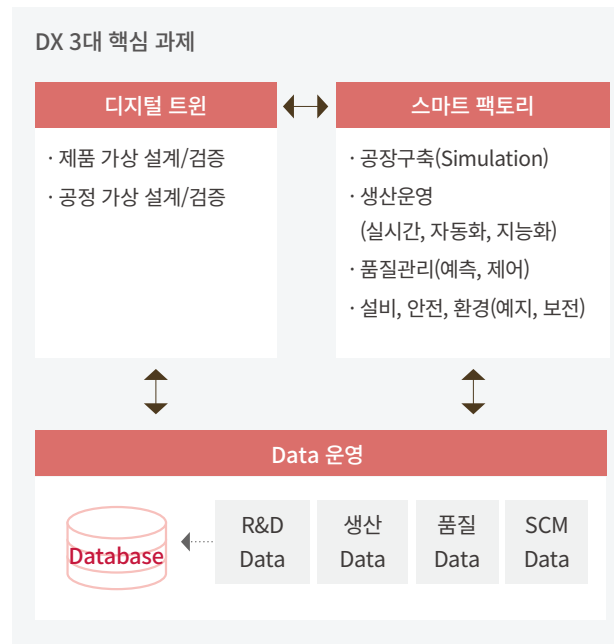 DX 3대 핵심 과제
디지털 트윈
· 제품 가상 설계/검증
· 공정 가상 설계/검증
스마트 팩토리
· 공장구축(Simulation)
· 생산운영
(실시간, 자동화, 지능화)
· 품질관리(예측, 제어)
· 설비, 안전, 환경(예지, 보전)
Data 운영
Database
R&D
Data
생산
Data
품질
Data
SCM
Data